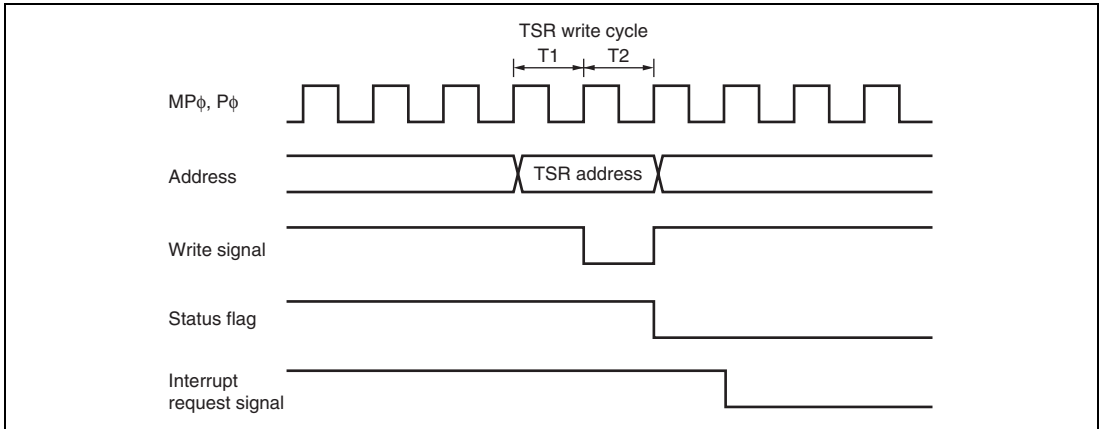 TSR write cycle
T1 T2
MPϕ, Pϕ
Address
TSR address
Write signal
Status flag
Interrupt
request signal